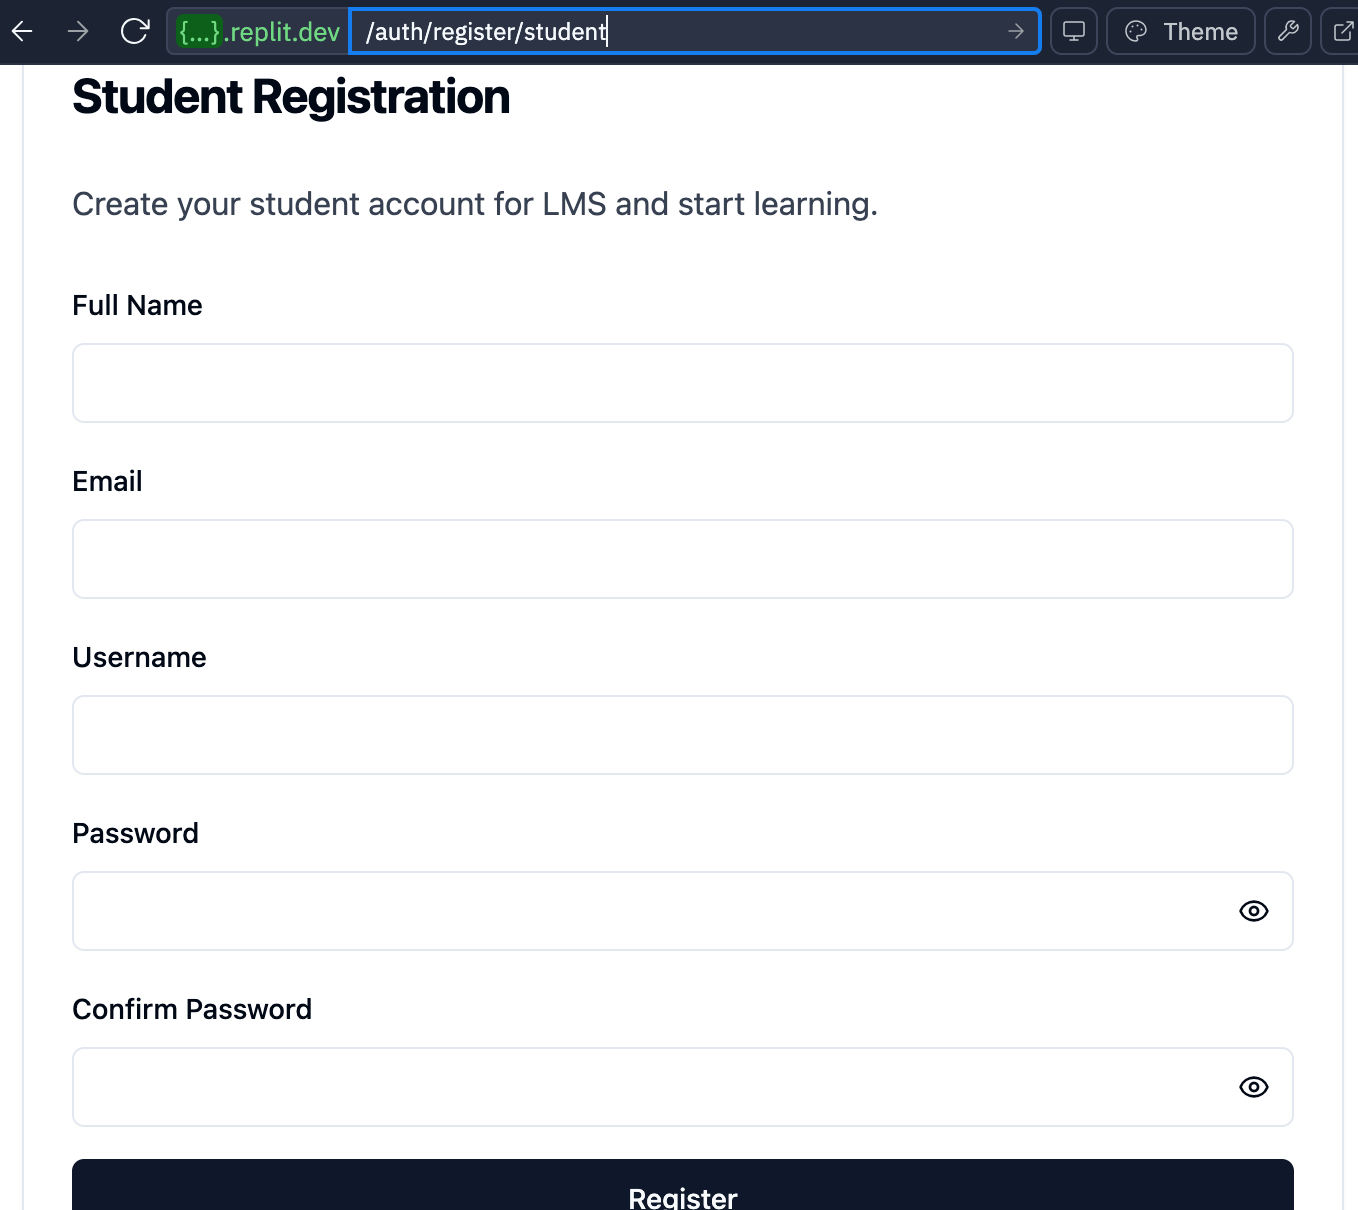 {...}.replit.dev /auth/register/student Theme
Student Registration
Create your student account for LMS and start learning.
Full Name
Email
Username
Password
Confirm Password
Register